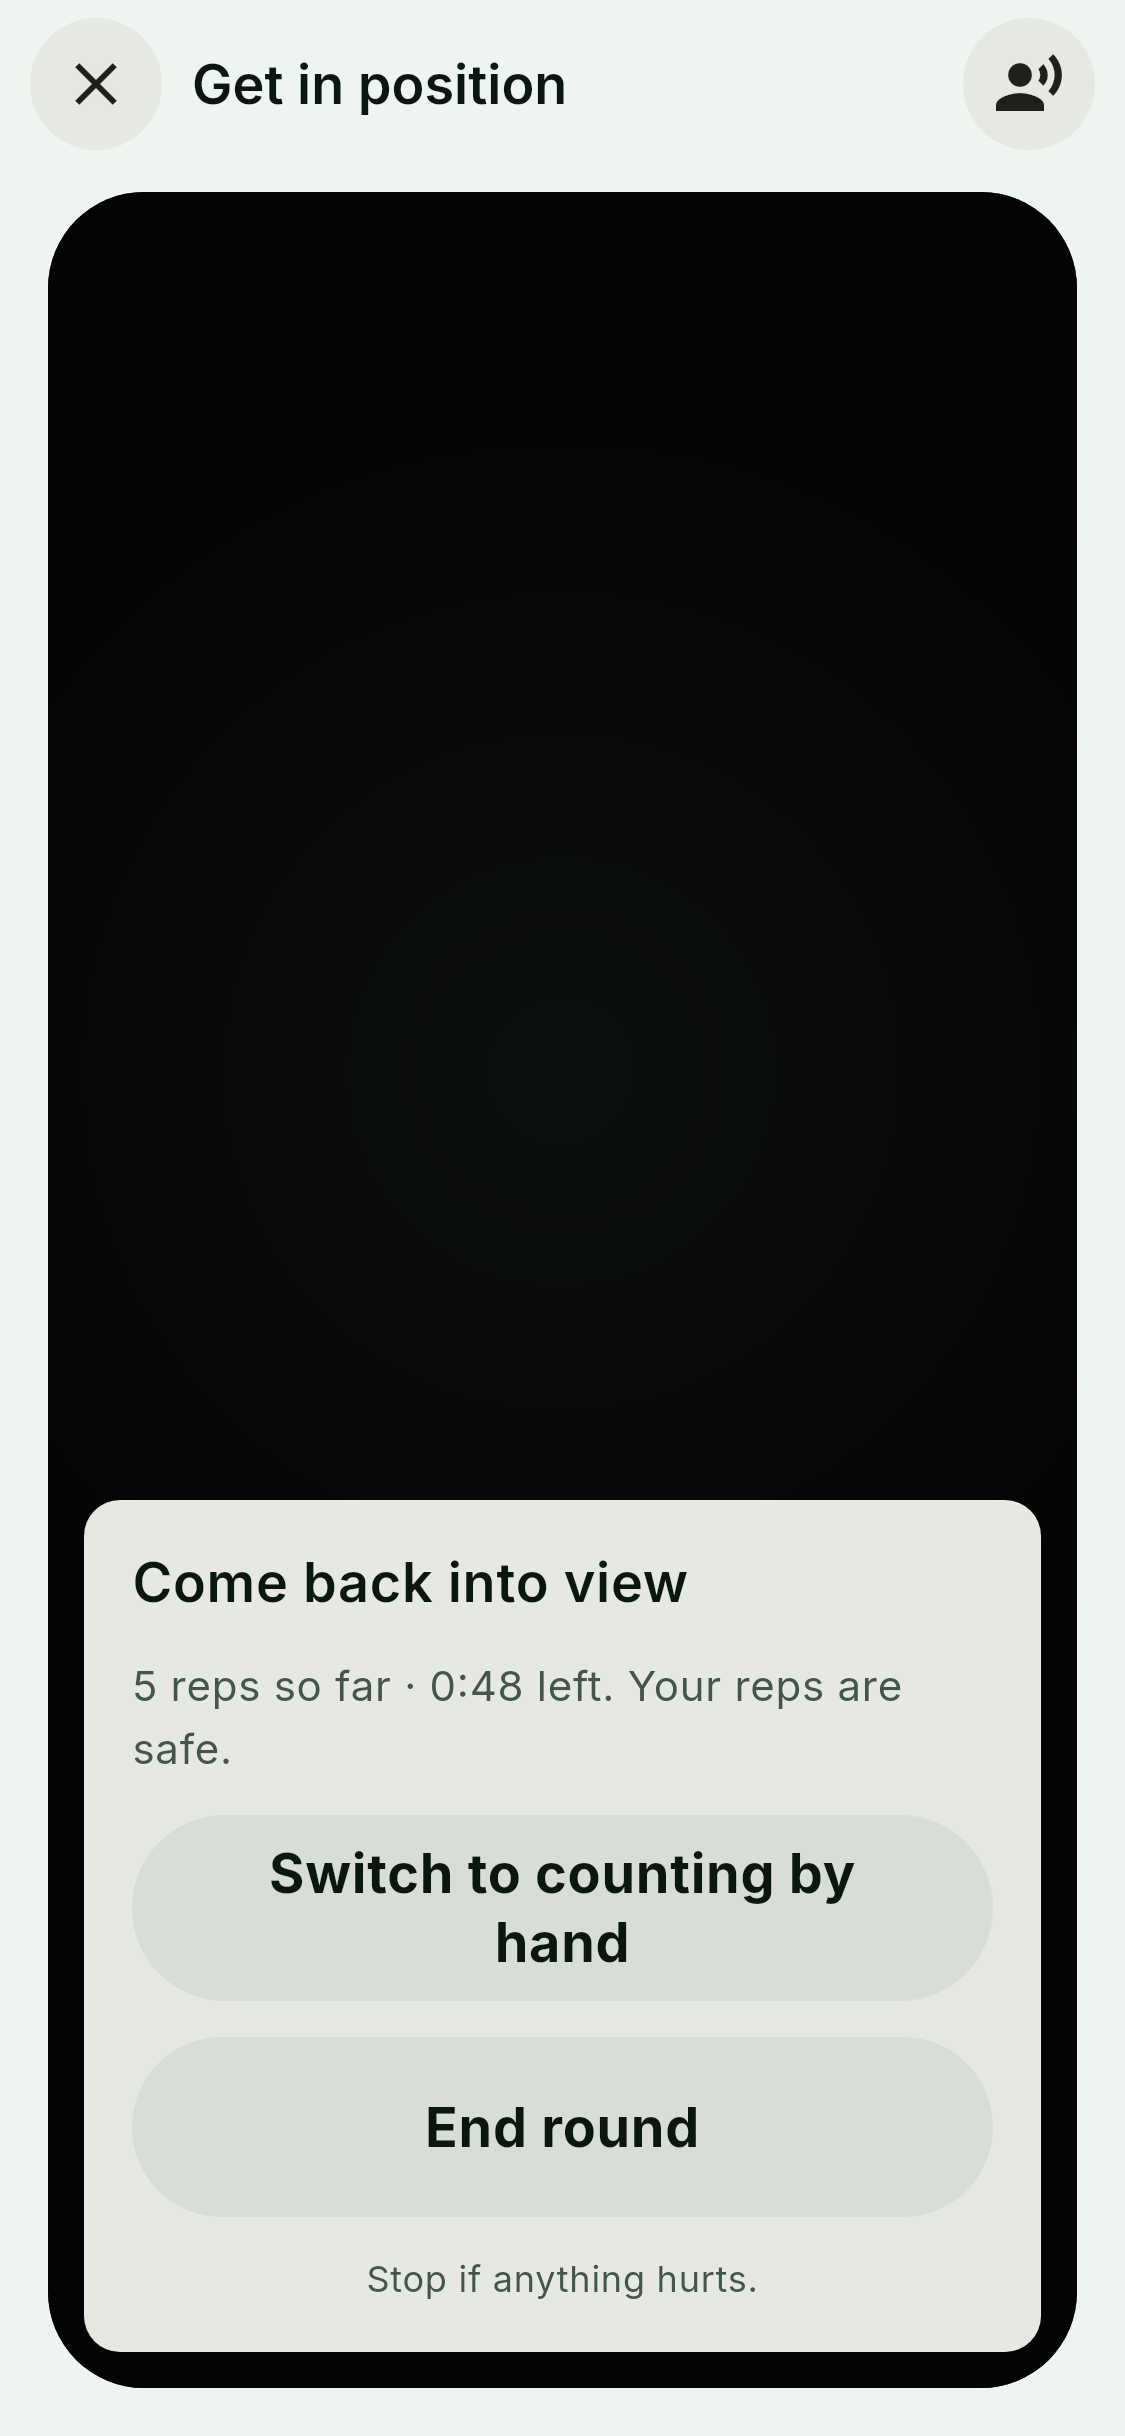 Get in position
Come back into view
5 reps so far · 0:48 left. Your reps are
safe.
Switch to counting by
hand
End round
Stop if anything hurts.